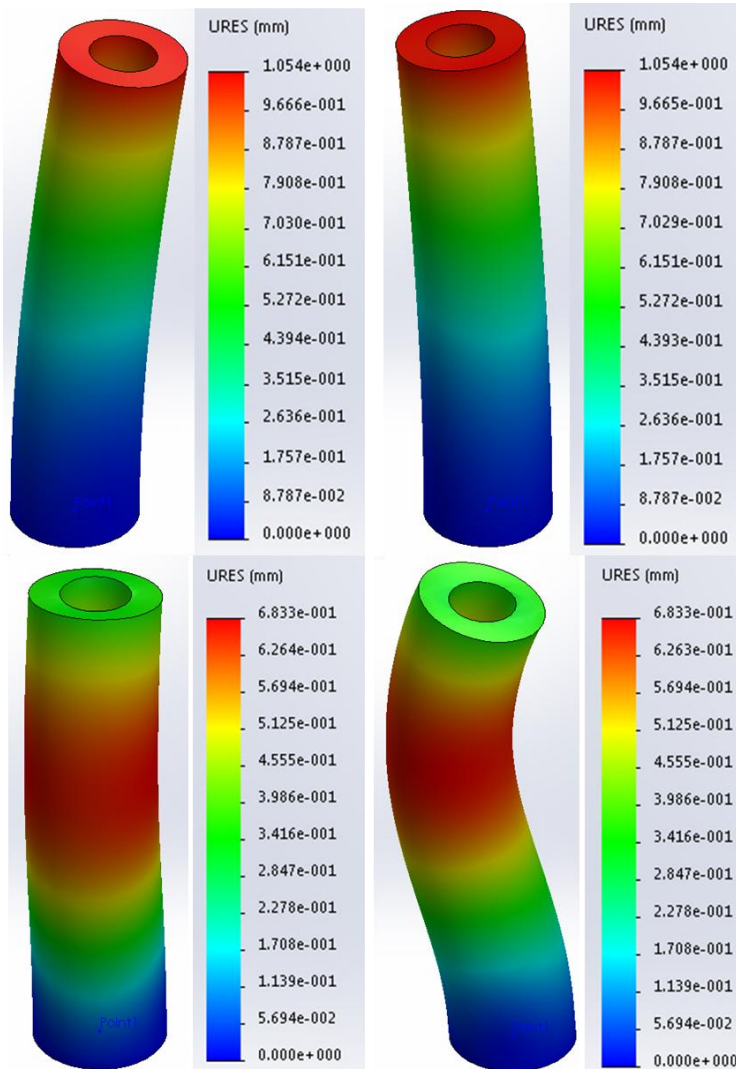 URES (mm)
1.054e+000
9.666e-001
8.787e-001
7.908e-001
7.030e-001
6.151e-001
5.272e-001
4.394e-001
3.515e-001
2.636e-001
1.757e-001
8.787e-002
0.000e+000
Point1
URES (mm)
1.054e+000
9.665e-001
8.787e-001
7.908e-001
7.029e-001
6.151e-001
5.272e-001
4.393e-001
3.515e-001
2.636e-001
1.757e-001
8.787e-002
0.000e+000
Point1
URES (mm)
6.833e-001
6.264e-001
5.694e-001
5.125e-001
4.555e-001
3.986e-001
3.416e-001
2.847e-001
2.278e-001
1.708e-001
1.139e-001
5.694e-002
0.000e+000
Point1
URES (mm)
6.833e-001
6.263e-001
5.694e-001
5.125e-001
4.555e-001
3.986e-001
3.416e-001
2.847e-001
2.278e-001
1.708e-001
1.139e-001
5.694e-002
0.000e+000
Point1